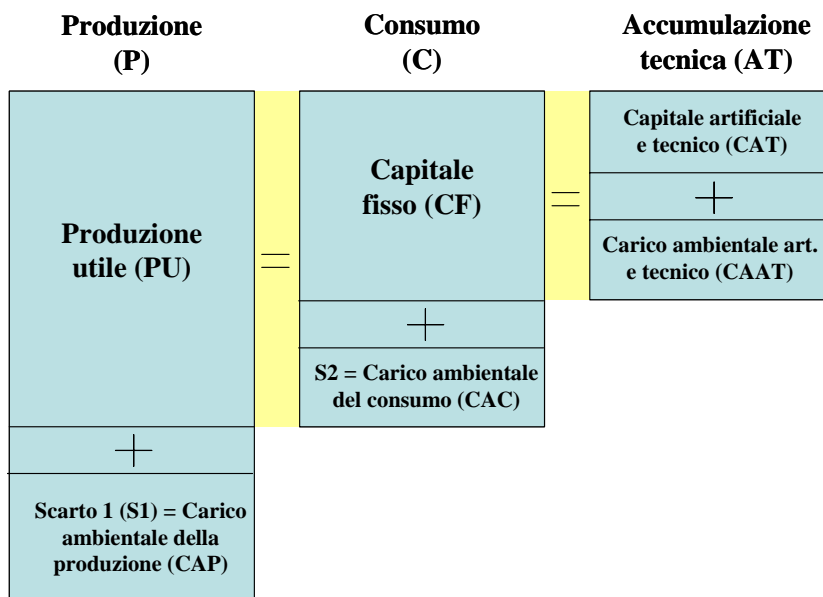 Produzione
(P)
Consumo
(C)
Accumulazione
tecnica (AT)
Produzione
utile (PU)
+
Scarto 1 (S1) = Carico
ambientale della
produzione (CAP)
=
Capitale
fisso (CF)
+
S2 = Carico ambientale
del consumo (CAC)
=
Capitale artificiale
e tecnico (CAT)
+
Carico ambientale art.
e tecnico (CAAT)